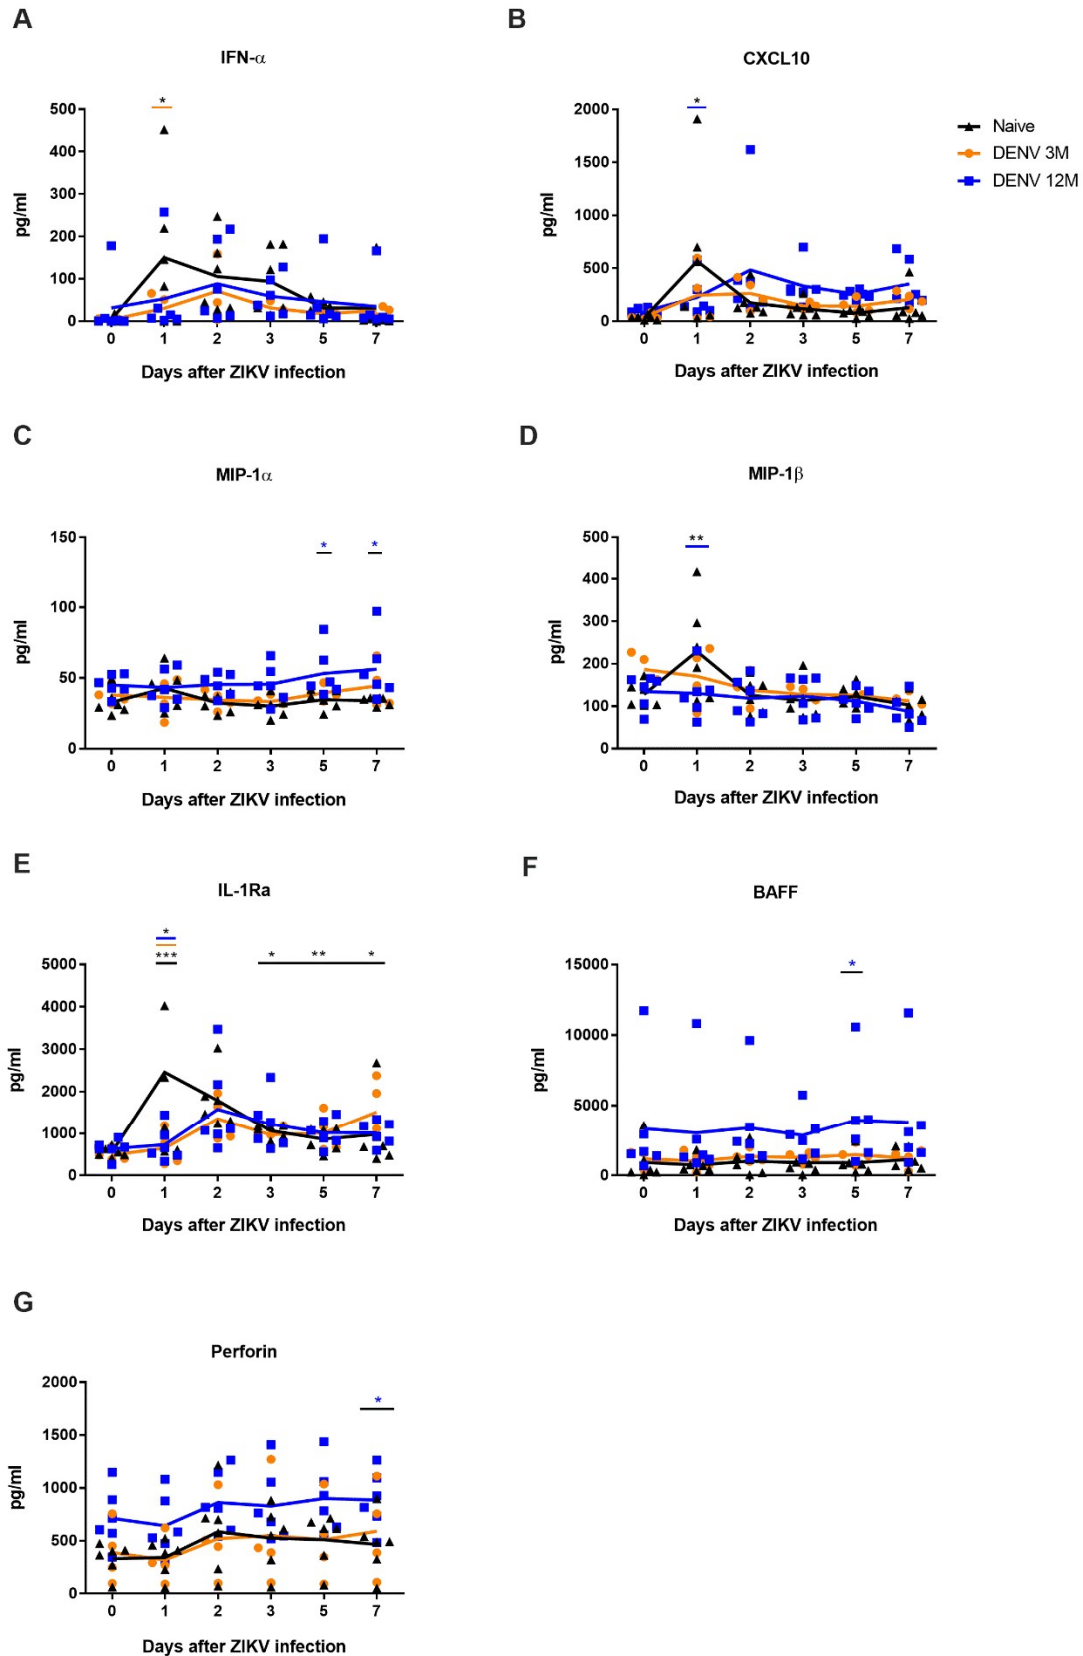 A
IFN-α
*
500
400
300
200
100
0
pg/ml
0 1 2 3 5 7
Days after ZIKV infection
B
CXCL10
*
2000
1500
1000
500
0
pg/ml
0 1 2 3 5 7
Days after ZIKV infection
Naive
DENV 3M
DENV 12M
C
MIP-1α
* *
150
100
50
0
pg/ml
0 1 2 3 5 7
Days after ZIKV infection
D
MIP-1β
**
500
400
300
200
100
0
pg/ml
0 1 2 3 5 7
Days after ZIKV infection
E
IL-1Ra
*
*** * ** *
5000
4000
3000
2000
1000
0
pg/ml
0 1 2 3 5 7
Days after ZIKV infection
F
BAFF
*
15000
10000
5000
0
pg/ml
0 1 2 3 5 7
Days after ZIKV infection
G
Perforin
*
2000
1500
1000
500
0
pg/ml
0 1 2 3 5 7
Days after ZIKV infection